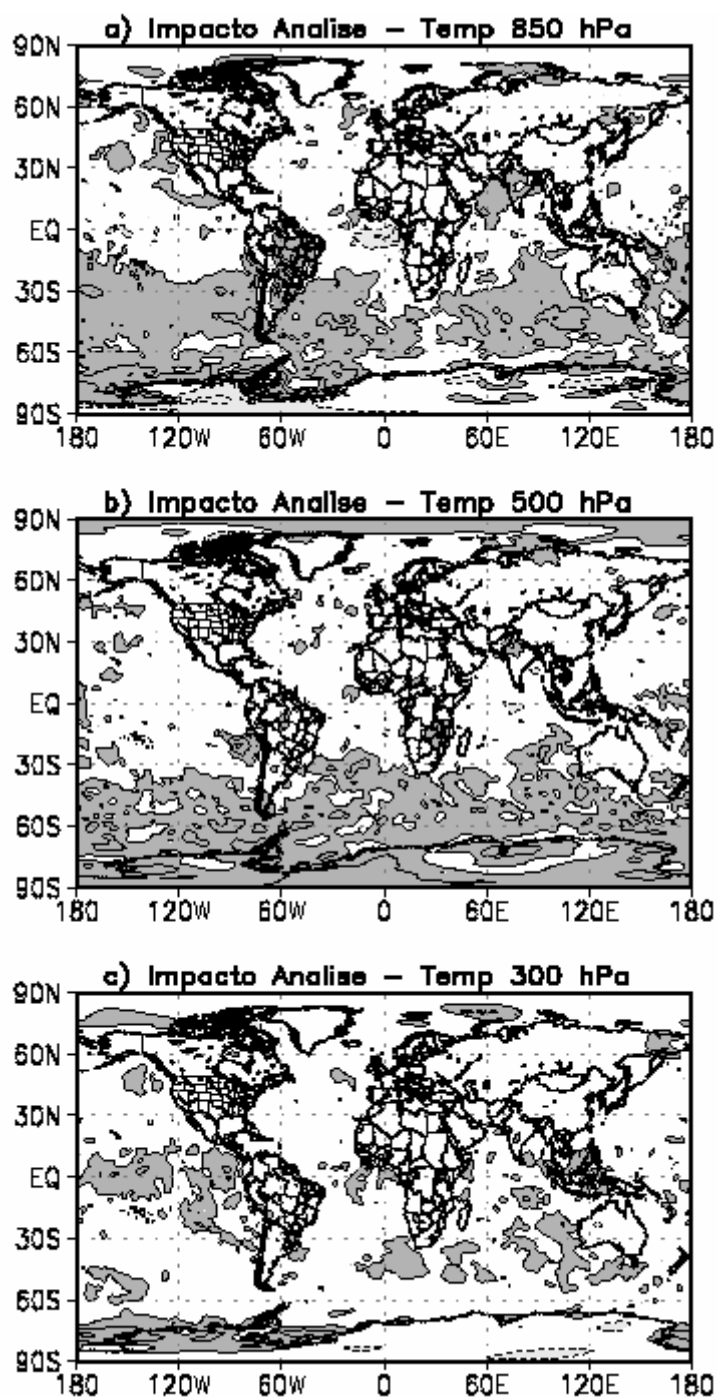 a) Impacto Analise – Temp 850 hPa
90N
60N
30N
EQ
30S
60S
90S
180 120W 60W 0 60E 120E 180
b) Impacto Analise – Temp 500 hPa
90N
60N
30N
EQ
30S
60S
90S
180 120W 60W 0 60E 120E 180
c) Impacto Analise – Temp 300 hPa
90N
60N
30N
EQ
30S
60S
90S
180 120W 60W 0 60E 120E 180